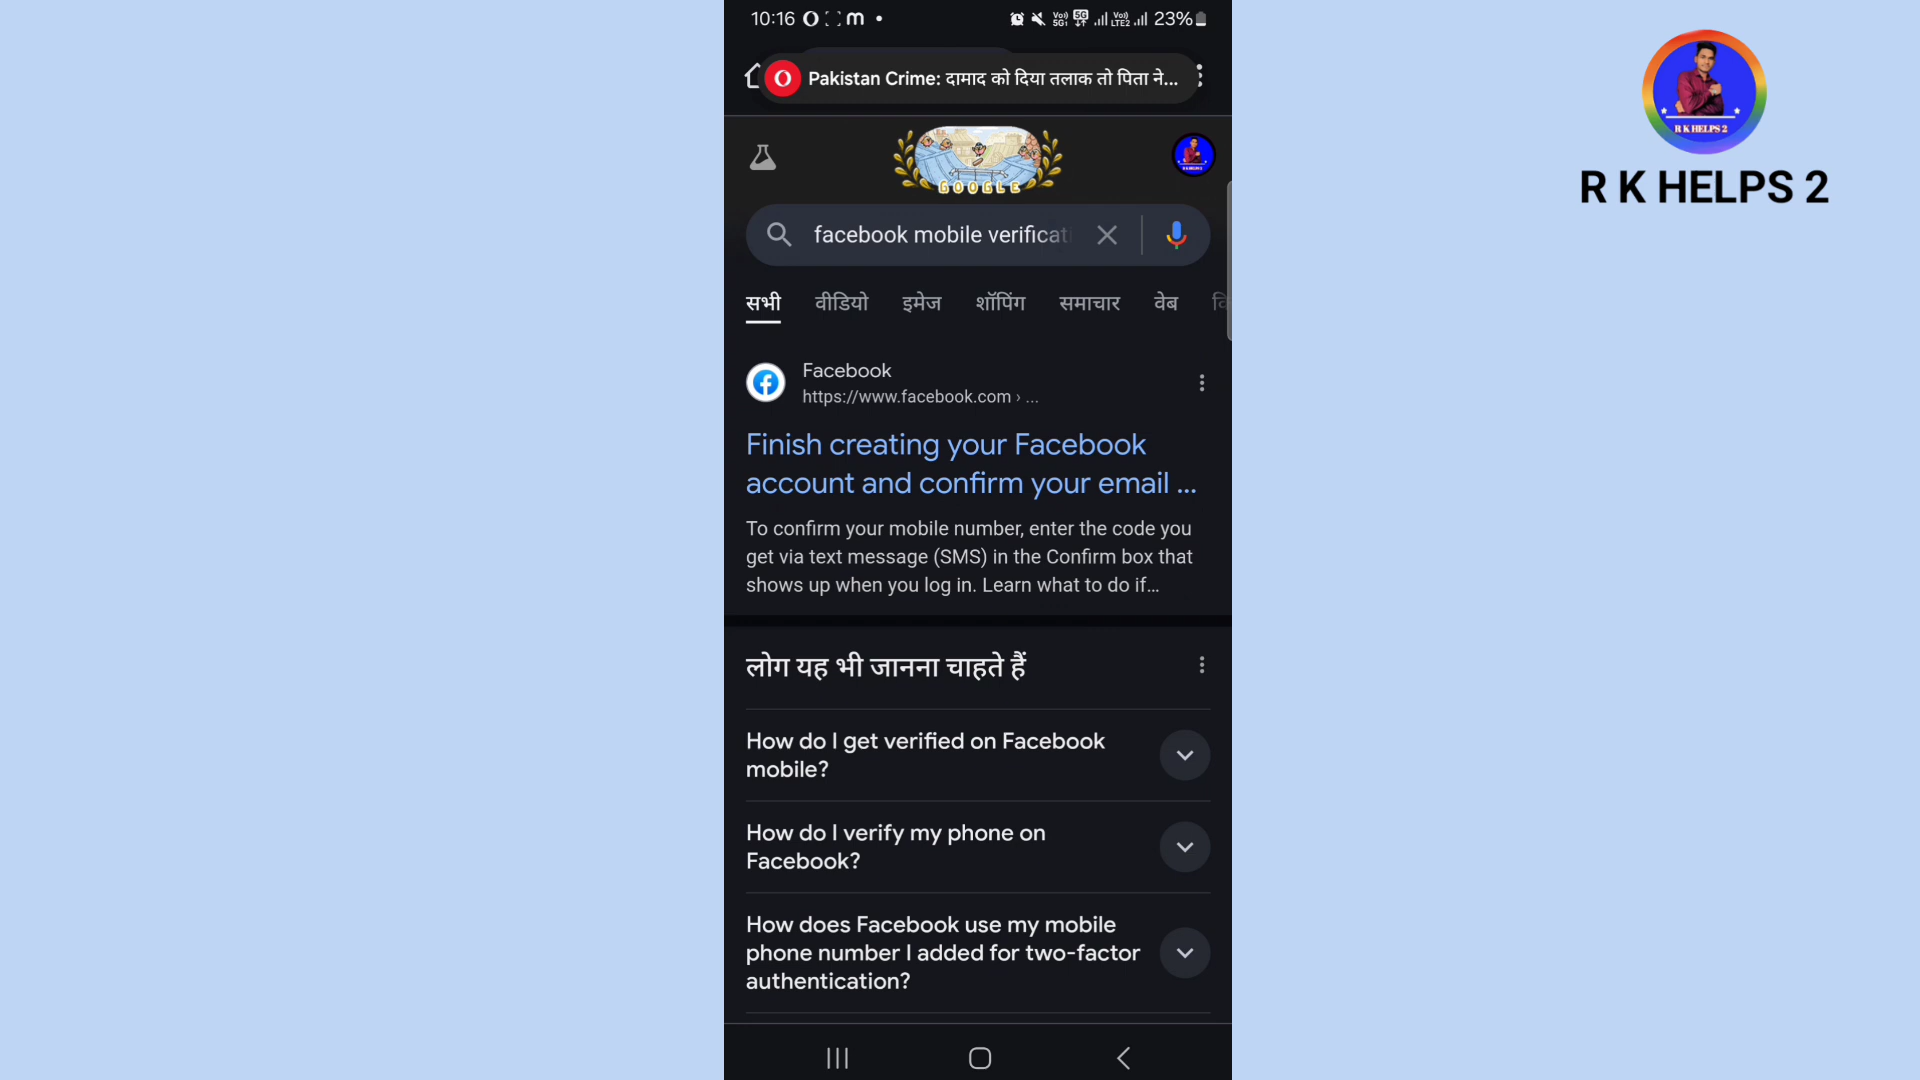 10:16 m 23%
Pakistan Crime: दामाद को दिया तलाक तो पिता ने...
GOOGLE
R K HELPS 2
R K HELPS 2
facebook mobile verificati
सभी वीडियो इमेज शॉपिंग समाचार वेब
Facebook
https://www.facebook.com › ...
Finish creating your Facebook
account and confirm your email ...
To confirm your mobile number, enter the code you
get via text message (SMS) in the Confirm box that
shows up when you log in. Learn what to do if...
लोग यह भी जानना चाहते हैं
How do I get verified on Facebook
mobile?
How do I verify my phone on
Facebook?
How does Facebook use my mobile
phone number I added for two-factor
authentication?